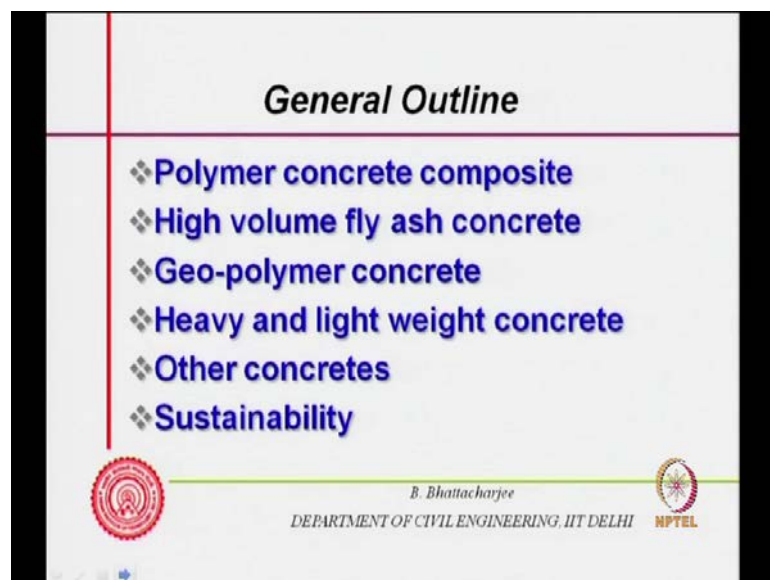 General Outline
Polymer concrete composite
High volume fly ash concrete
Geo-polymer concrete
Heavy and light weight concrete
Other concretes
Sustainability
B. Bhattacharjee
DEPARTMENT OF CIVIL ENGINEERING, IIT DELHI
NPTEL